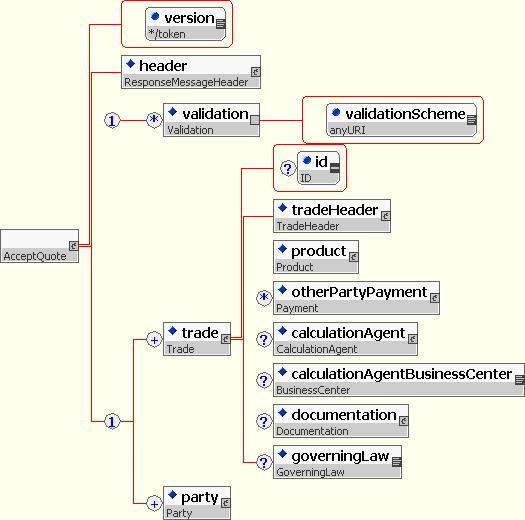 version
*/token
header
ResponseMessageHeader
1
*
validation
Validation
validationScheme
anyURI
?
id
ID
tradeHeader
TradeHeader
product
Product
AcceptQuote
*
otherPartyPayment
Payment
+
trade
Trade
?
calculationAgent
CalculationAgent
?
calculationAgentBusinessCenter
BusinessCenter
1
?
documentation
Documentation
?
governingLaw
GoverningLaw
+
party
Party